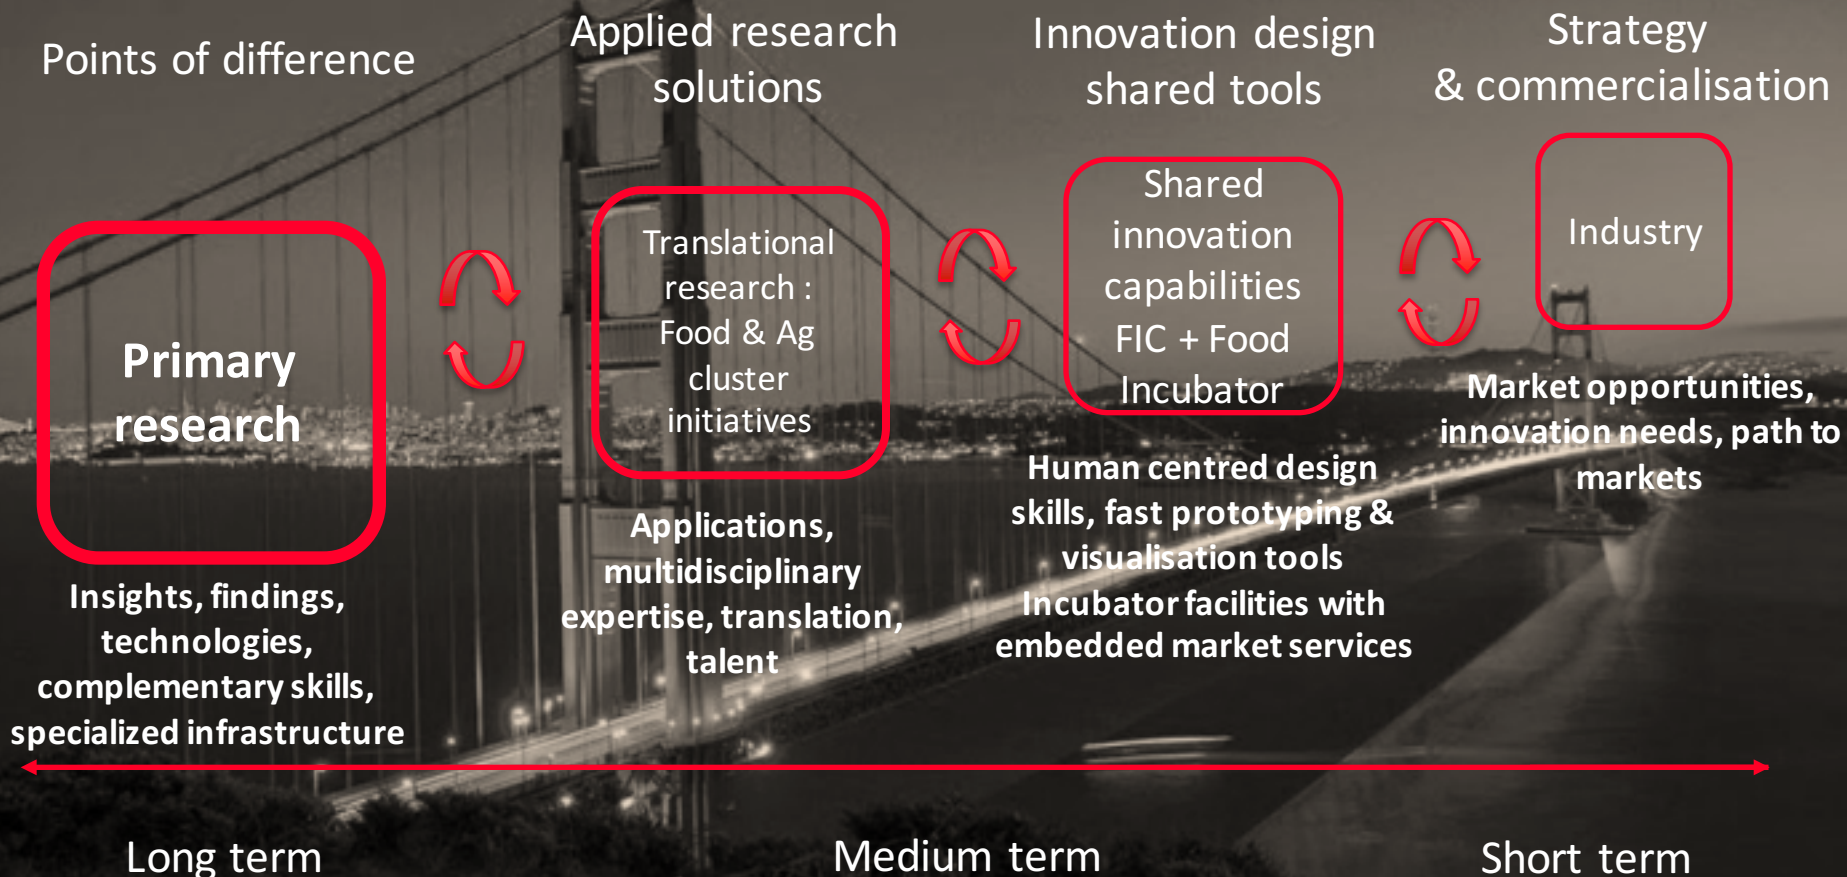 Points of difference
Applied research
solutions
Innovation design
shared tools
Strategy
& commercialisation
Primary
research
Translational
research :
Food & Ag
cluster
initiatives
Shared
innovation
capabilities
FIC + Food
Incubator
Industry
Insights, findings,
technologies,
complementary skills,
specialized infrastructure
Applications,
multidisciplinary
expertise, translation,
talent
Human centred design
skills, fast prototyping &
visualisation tools
Incubator facilities with
embedded market services
Market opportunities,
innovation needs, path to
markets
Long term
Medium term
Short term